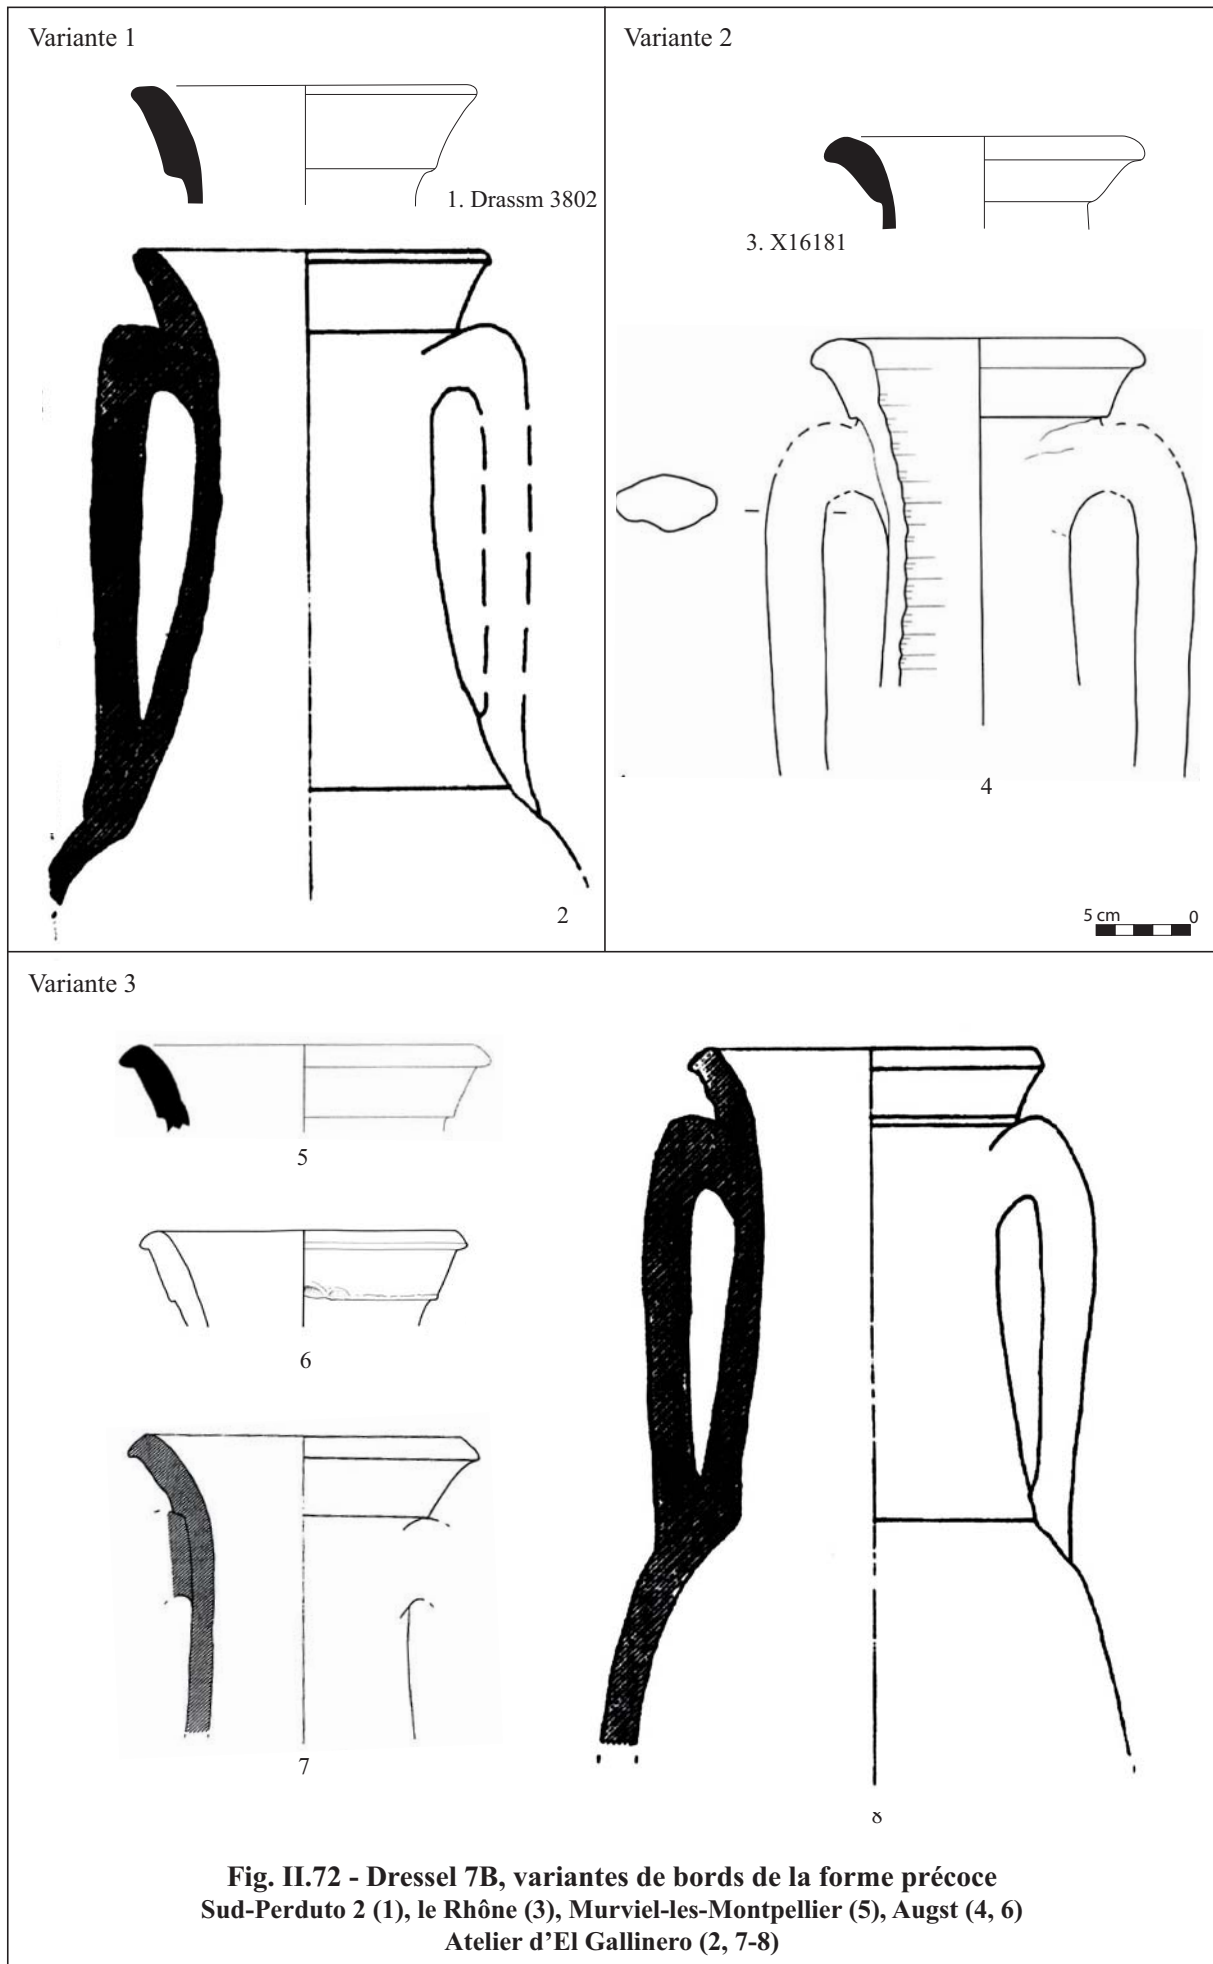 Variante 1
1. Drassm 3802
2
Variante 2
3. X16181
4
5 cm 0
Variante 3
5
6
7
8
Fig. II.72 - Dressel 7B, variantes de bords de la forme précoce
Sud-Perduto 2 (1), le Rhône (3), Murviel-les-Montpellier (5), Augst (4, 6)
Atelier d'El Gallinero (2, 7-8)